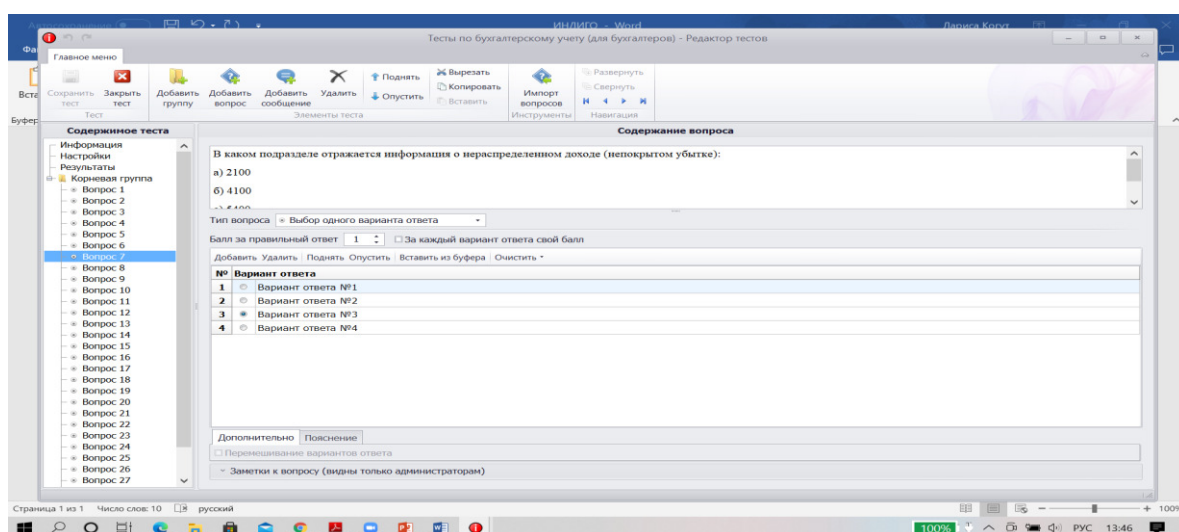 ИНДИГО - Word
Лариса Когут
Тесты по бухгалтерскому учету (для бухгалтеров) - Редактор тестов
Главное меню
Сохранить тест
Закрыть тест
Добавить группу
Добавить вопрос
Добавить сообщение
Удалить
Поднять
Опустить
Вырезать
Копировать
Вставить
Импорт вопросов
Развернуть
Свернуть
Тест
Элементы теста
Инструменты
Навигация
Содержимое теста
Информация
Настройки
Результаты
Корневая группа
Вопрос 1
Вопрос 2
Вопрос 3
Вопрос 4
Вопрос 5
Вопрос 6
Вопрос 7
Вопрос 8
Вопрос 9
Вопрос 10
Вопрос 11
Вопрос 12
Вопрос 13
Вопрос 14
Вопрос 15
Вопрос 16
Вопрос 17
Вопрос 18
Вопрос 19
Вопрос 20
Вопрос 21
Вопрос 22
Вопрос 23
Вопрос 24
Вопрос 25
Вопрос 26
Вопрос 27
Содержание вопроса
В каком подразделе отражается информация о нераспределенном доходе (непокрытом убытке):
а) 2100
б) 4100
Тип вопроса Выбор одного варианта ответа
Балл за правильный ответ 1 За каждый вариант ответа свой балл
Добавить Удалить Поднять Опустить Вставить из буфера Очистить
№ Вариант ответа
1 Вариант ответа №1
2 Вариант ответа №2
3 Вариант ответа №3
4 Вариант ответа №4
Дополнительно Пояснение
Перемешивание вариантов ответа
Заметки к вопросу (видны только администраторам)
Страница 1 из 1 Число слов: 10 русский
100%
РУС 13:46